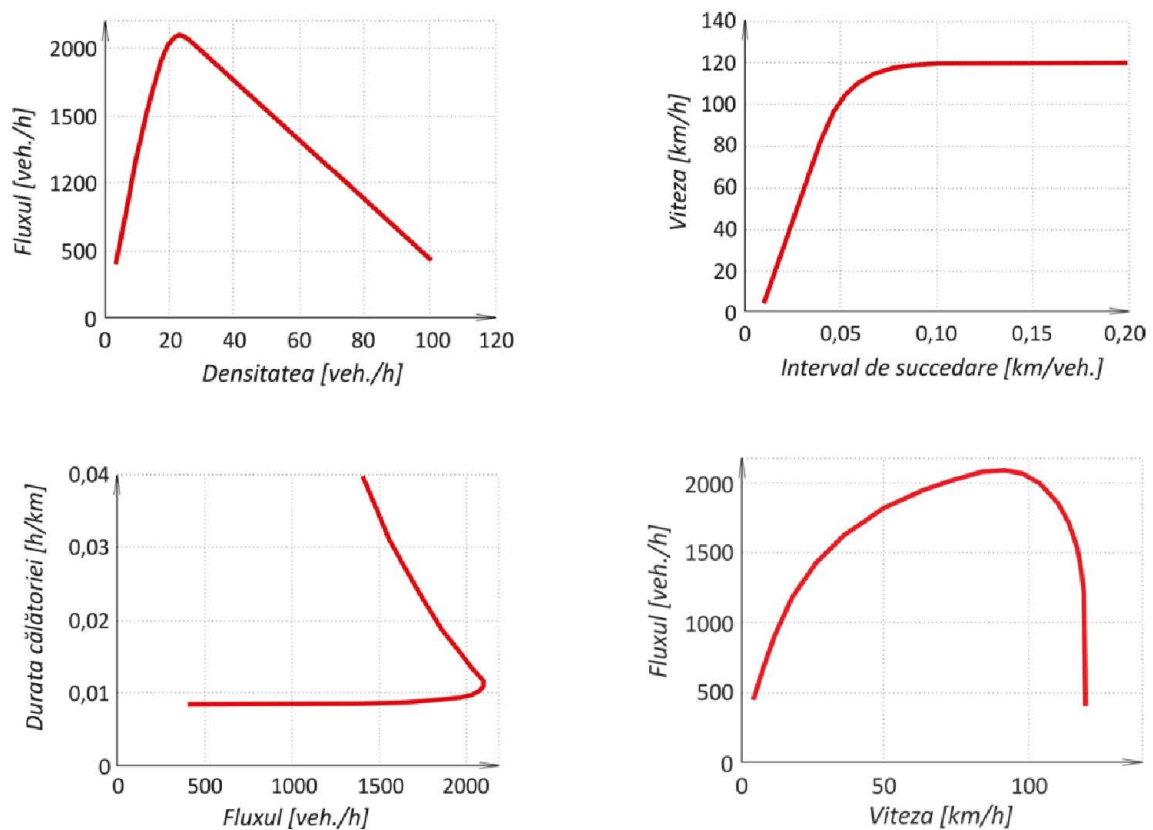 2000
1500
1200
500
0
0 20 40 60 80 100 120
Fluxul [veh./h]
Densitatea [veh./h]
140
120
100
80
60
40
20
0
0 0,05 0,10 0,15 0,20
Viteza [km/h]
Interval de succedare [km/veh.]
0,04
0,03
0,02
0,01
0
0 500 1000 1500 2000
Durata călătoriei [h/km]
Fluxul [veh./h]
2000
1500
1000
500
0
0 50 100
Fluxul [veh./h]
Viteza [km/h]